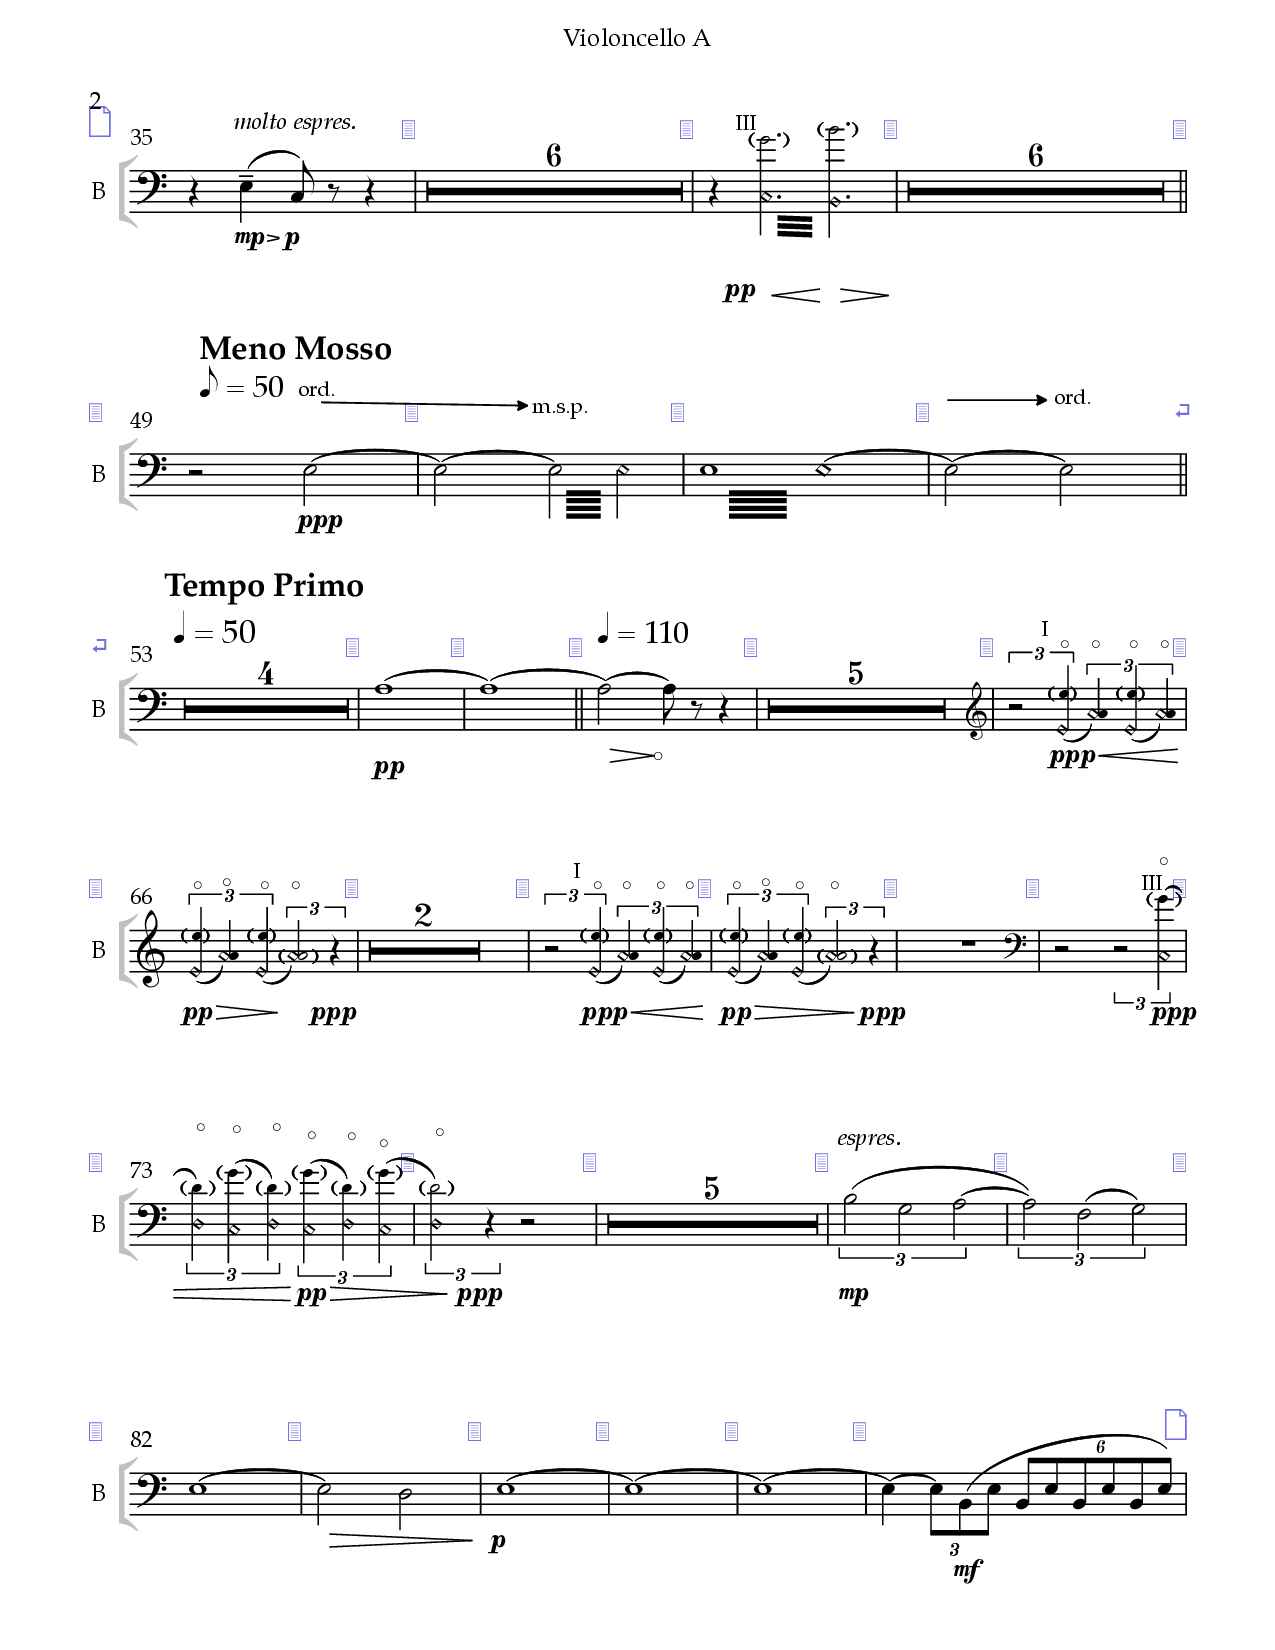 Violoncello A
2
molto espres.
35
6
III
6
B
mp p
pp
Meno Mosso
= 50 ord.
m.s.p.
ord.
49
B
ppp
Tempo Primo
= 50
= 110
I
53
4
5
3
3
B
pp
ppp
I
III
66
3
3
2
3
3
3
3
B
3
pp
ppp
ppp
pp
ppp
ppp
espres.
73
5
B
3
3
3
3
3
pp
ppp
mp
82
6
B
3
p
mf